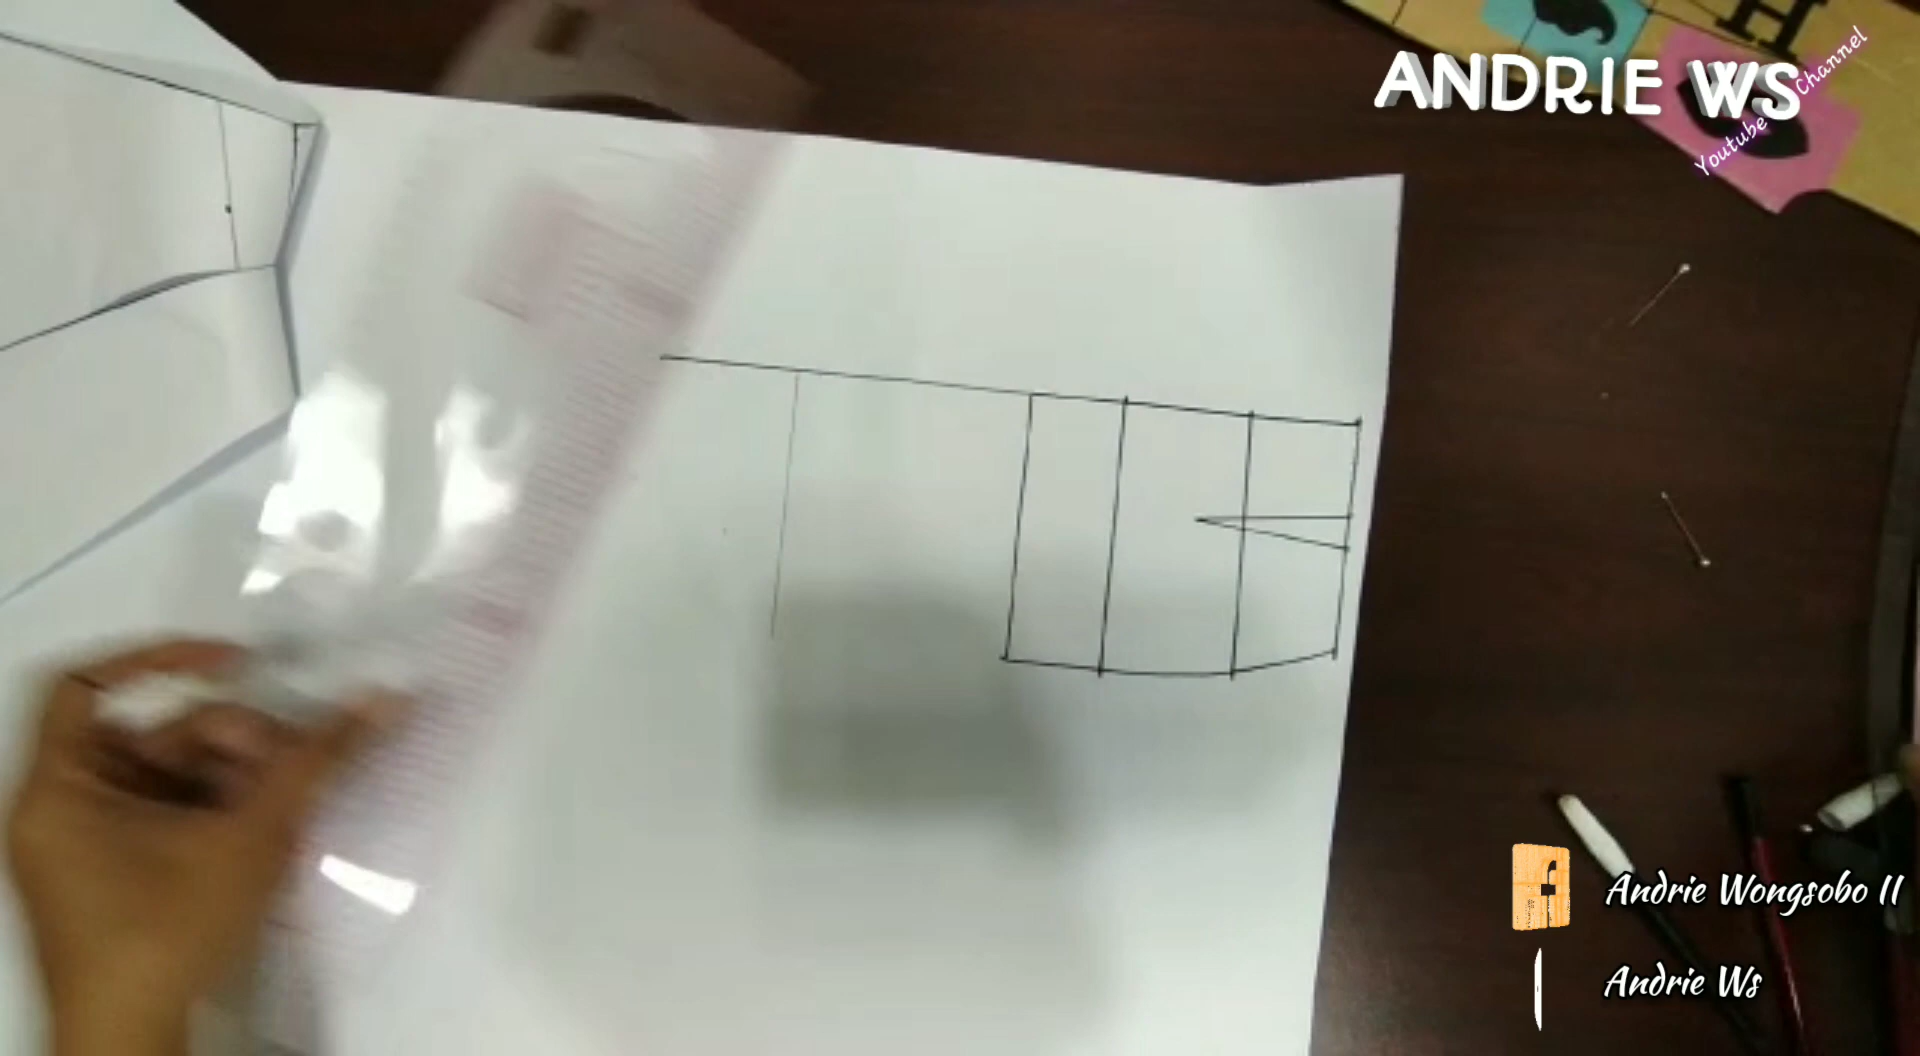 H
ANDRIE WS
Youtube Channel
Andrie Wongsobo II
Andrie Ws